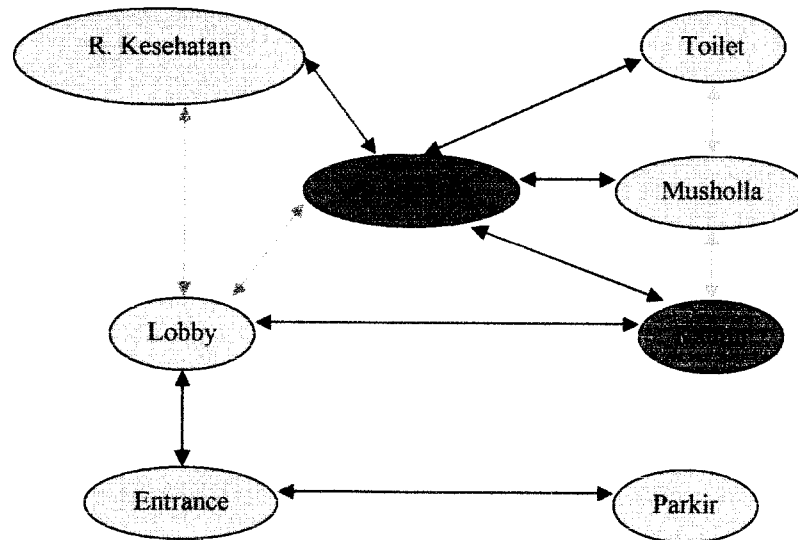 R. Kesehatan
Toilet
Musholla
Lobby
Entrance
Parkir